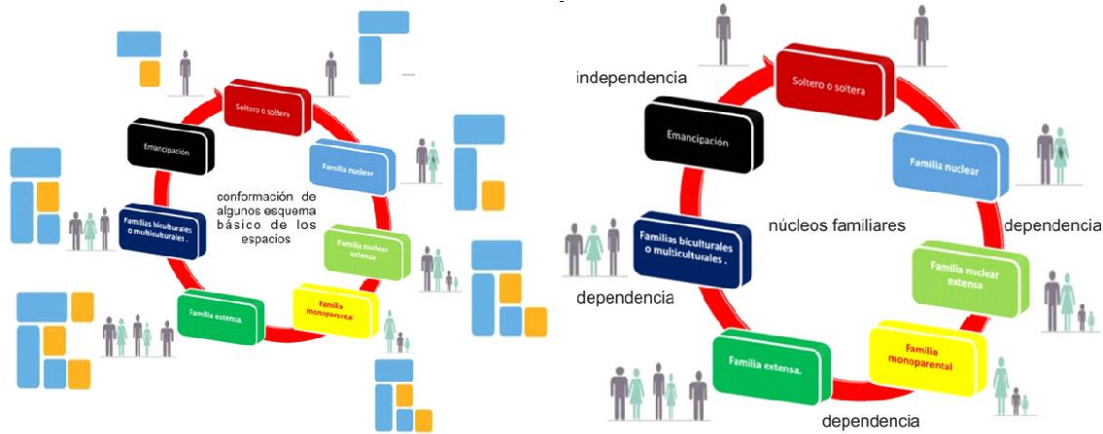 Soltero o soltera
Emancipación
Familia nuclear
conformación de
algunos esquema
básico de los
espacios
Familias biculturales
o multiculturales .
Familia nuclear
extensa
Familia
monoparental
Familia extensa.
independencia
Soltero o soltera
Emancipación
Familia nuclear
núcleos familiares
dependencia
Familias biculturales
o multiculturales .
Familia nuclear
extensa
dependencia
Familia
monoparental
Familia extensa.
dependencia